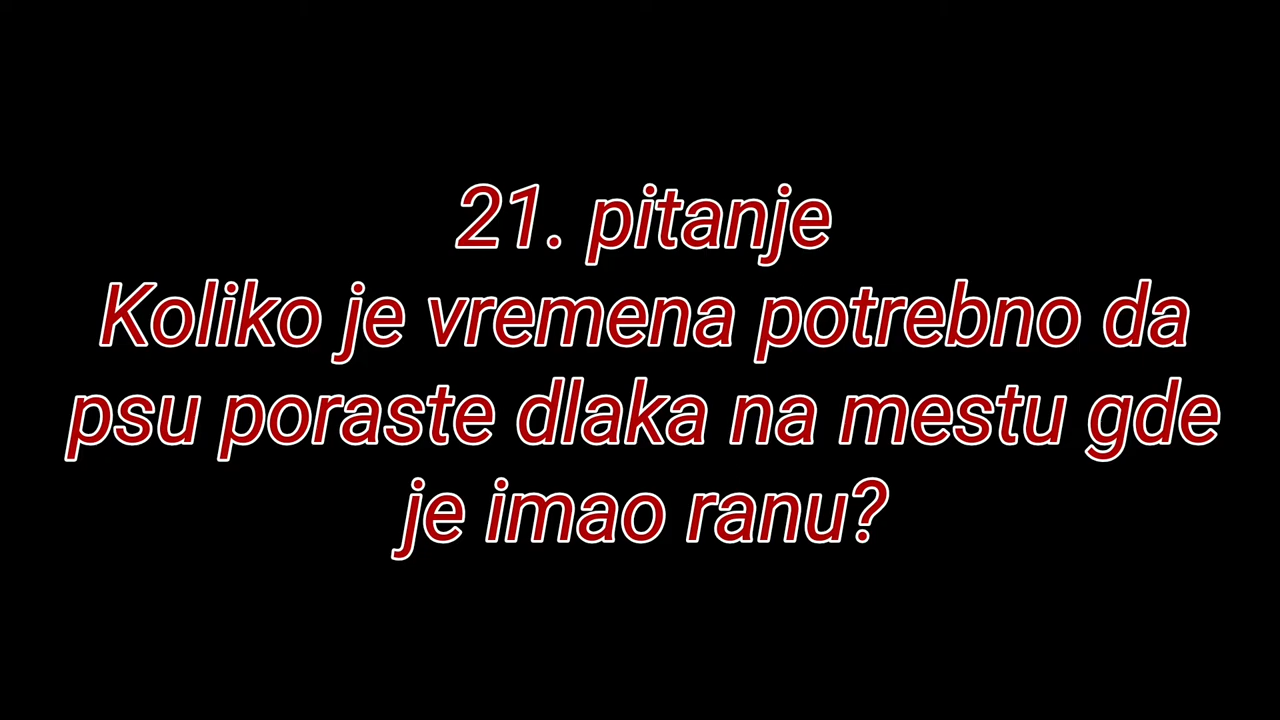 21. pitanje
Koliko je vremena potrebno da
psu poraste dlaka na mestu gde
je imao ranu?